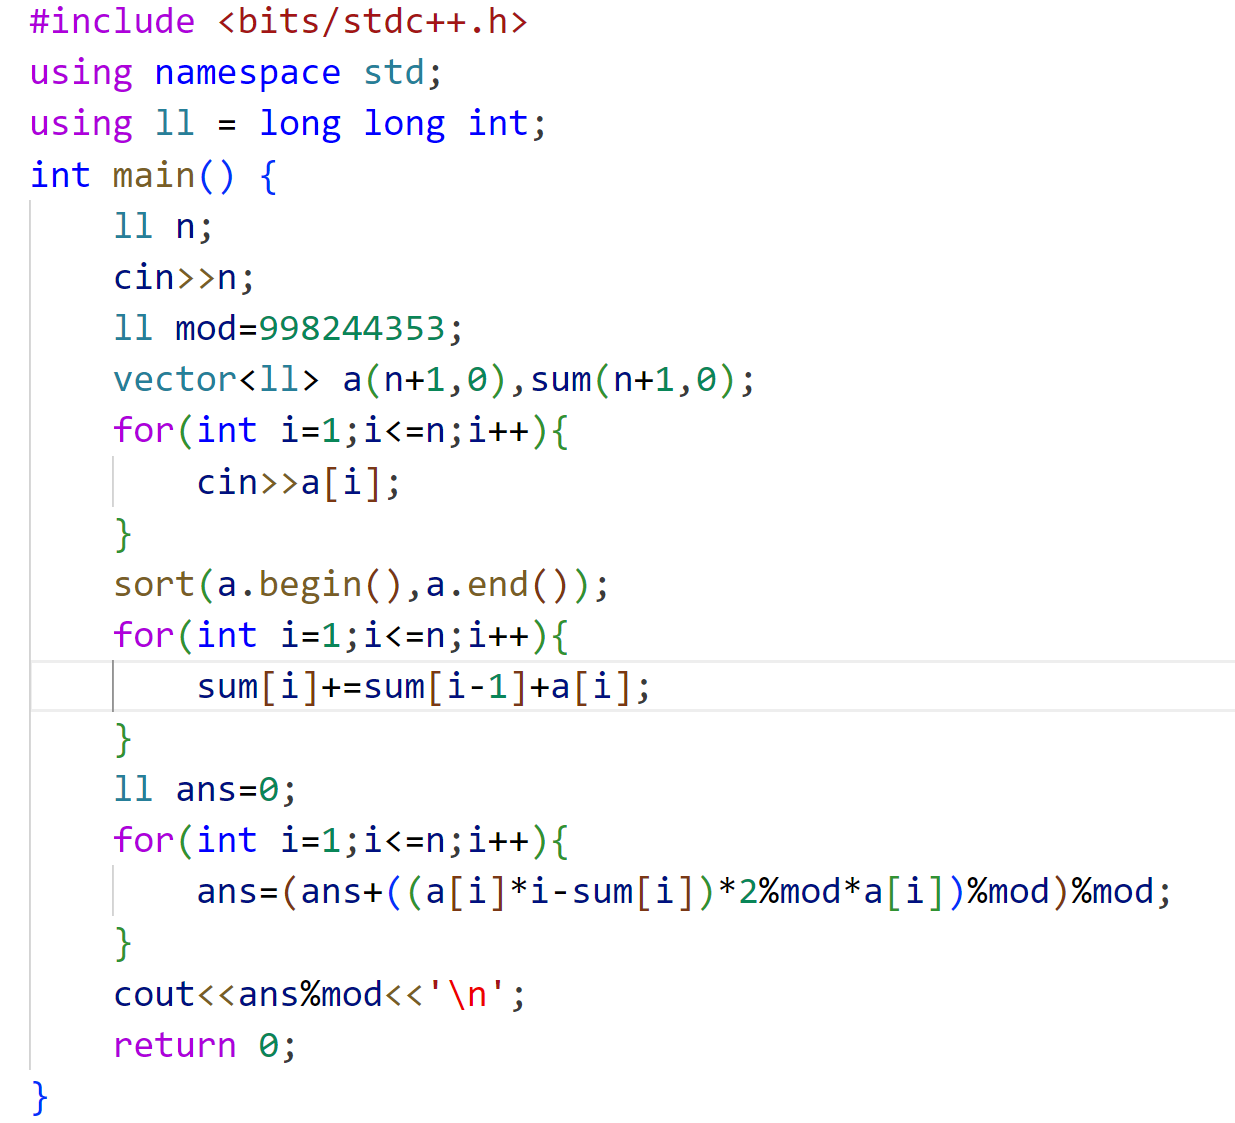 #include <bits/stdc++.h>
using namespace std;
using ll = long long int;
int main() {
    ll n;
    cin>>n;
    ll mod=998244353;
    vector<ll> a(n+1,0),sum(n+1,0);
    for(int i=1;i<=n;i++){
        cin>>a[i];
    }
    sort(a.begin(),a.end());
    for(int i=1;i<=n;i++){
        sum[i]+=sum[i-1]+a[i];
    }
    ll ans=0;
    for(int i=1;i<=n;i++){
        ans=(ans+((a[i]*i-sum[i])*2%mod*a[i])%mod)%mod;
    }
    cout<<ans%mod<<'\n';
    return 0;
}